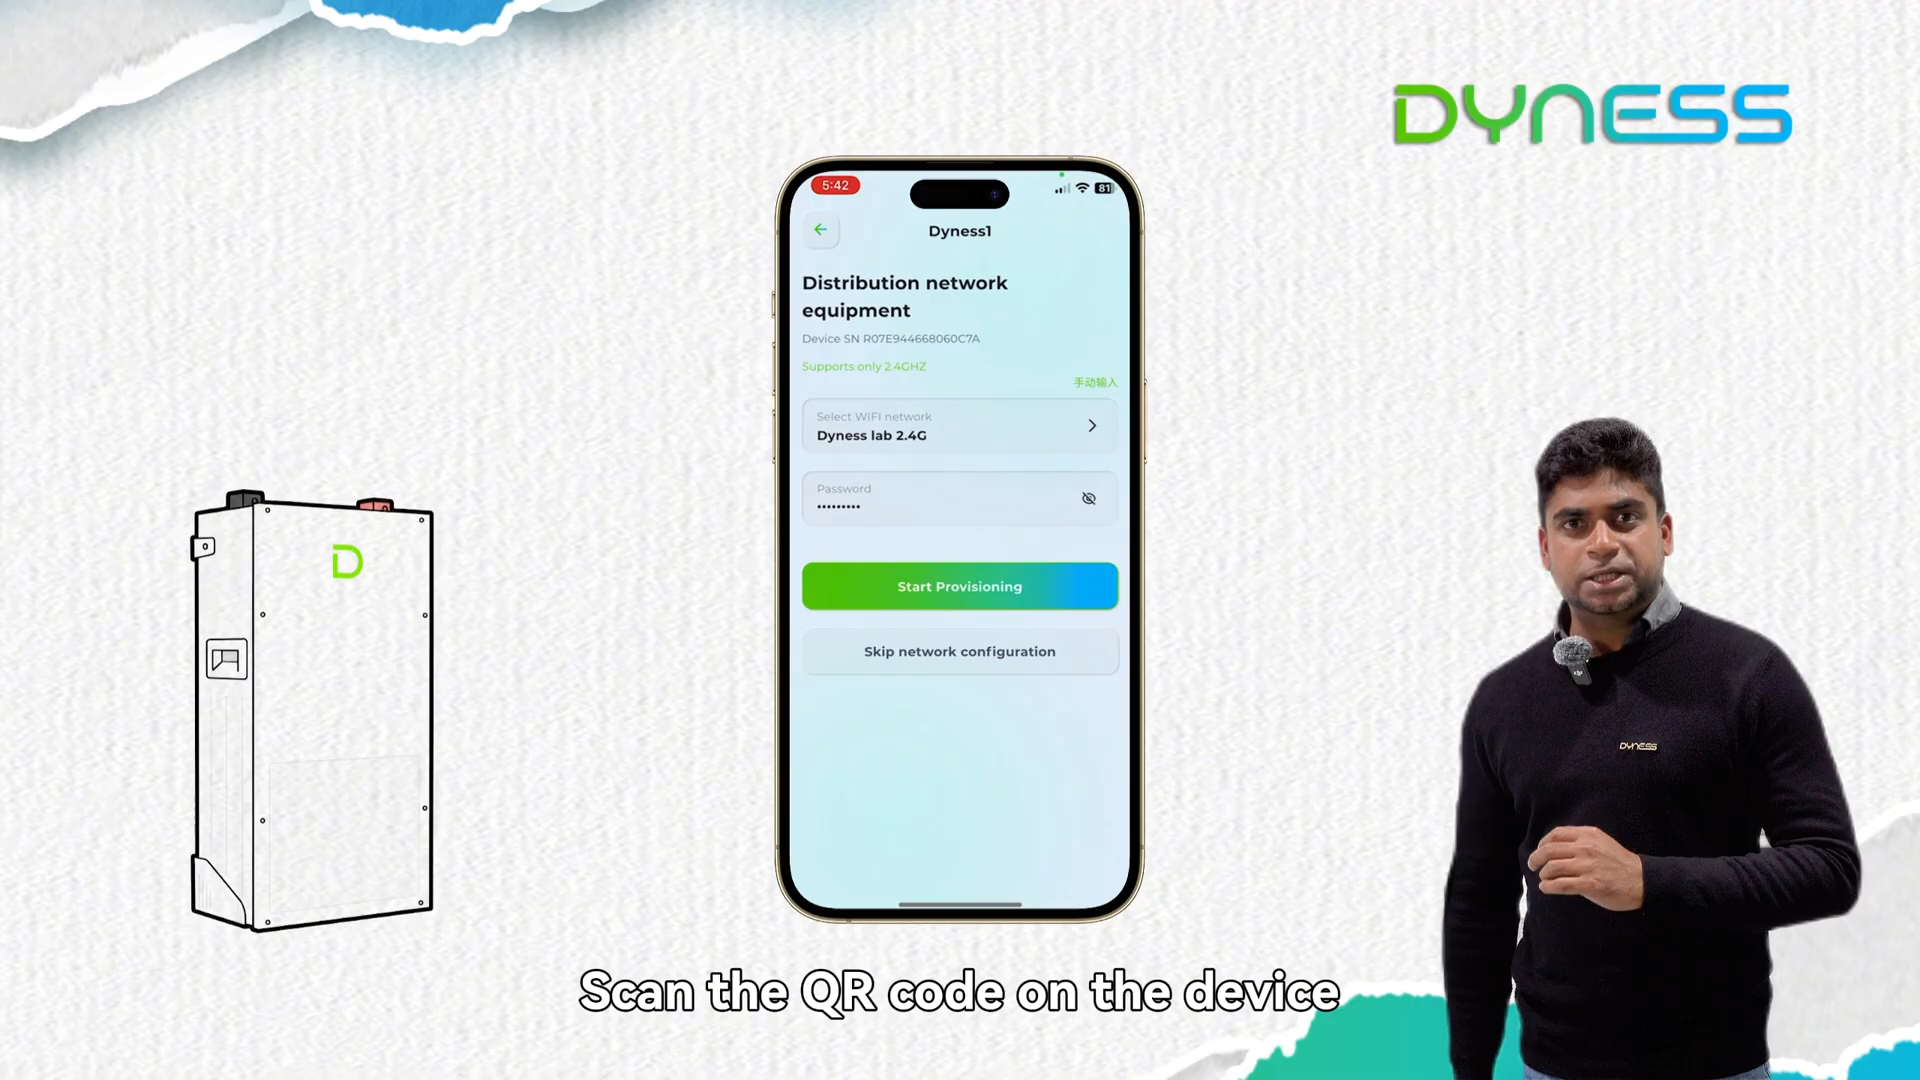 DYNESS
5:42
81
Dyness1
Distribution network
equipment
Device SN R07E944668060C7A
Supports only 2.4GHZ
手动输入
Select WIFI network
Dyness lab 2.4G
Password
•••••••••
Start Provisioning
Skip network configuration
D
DYNESS
Scan the QR code on the device